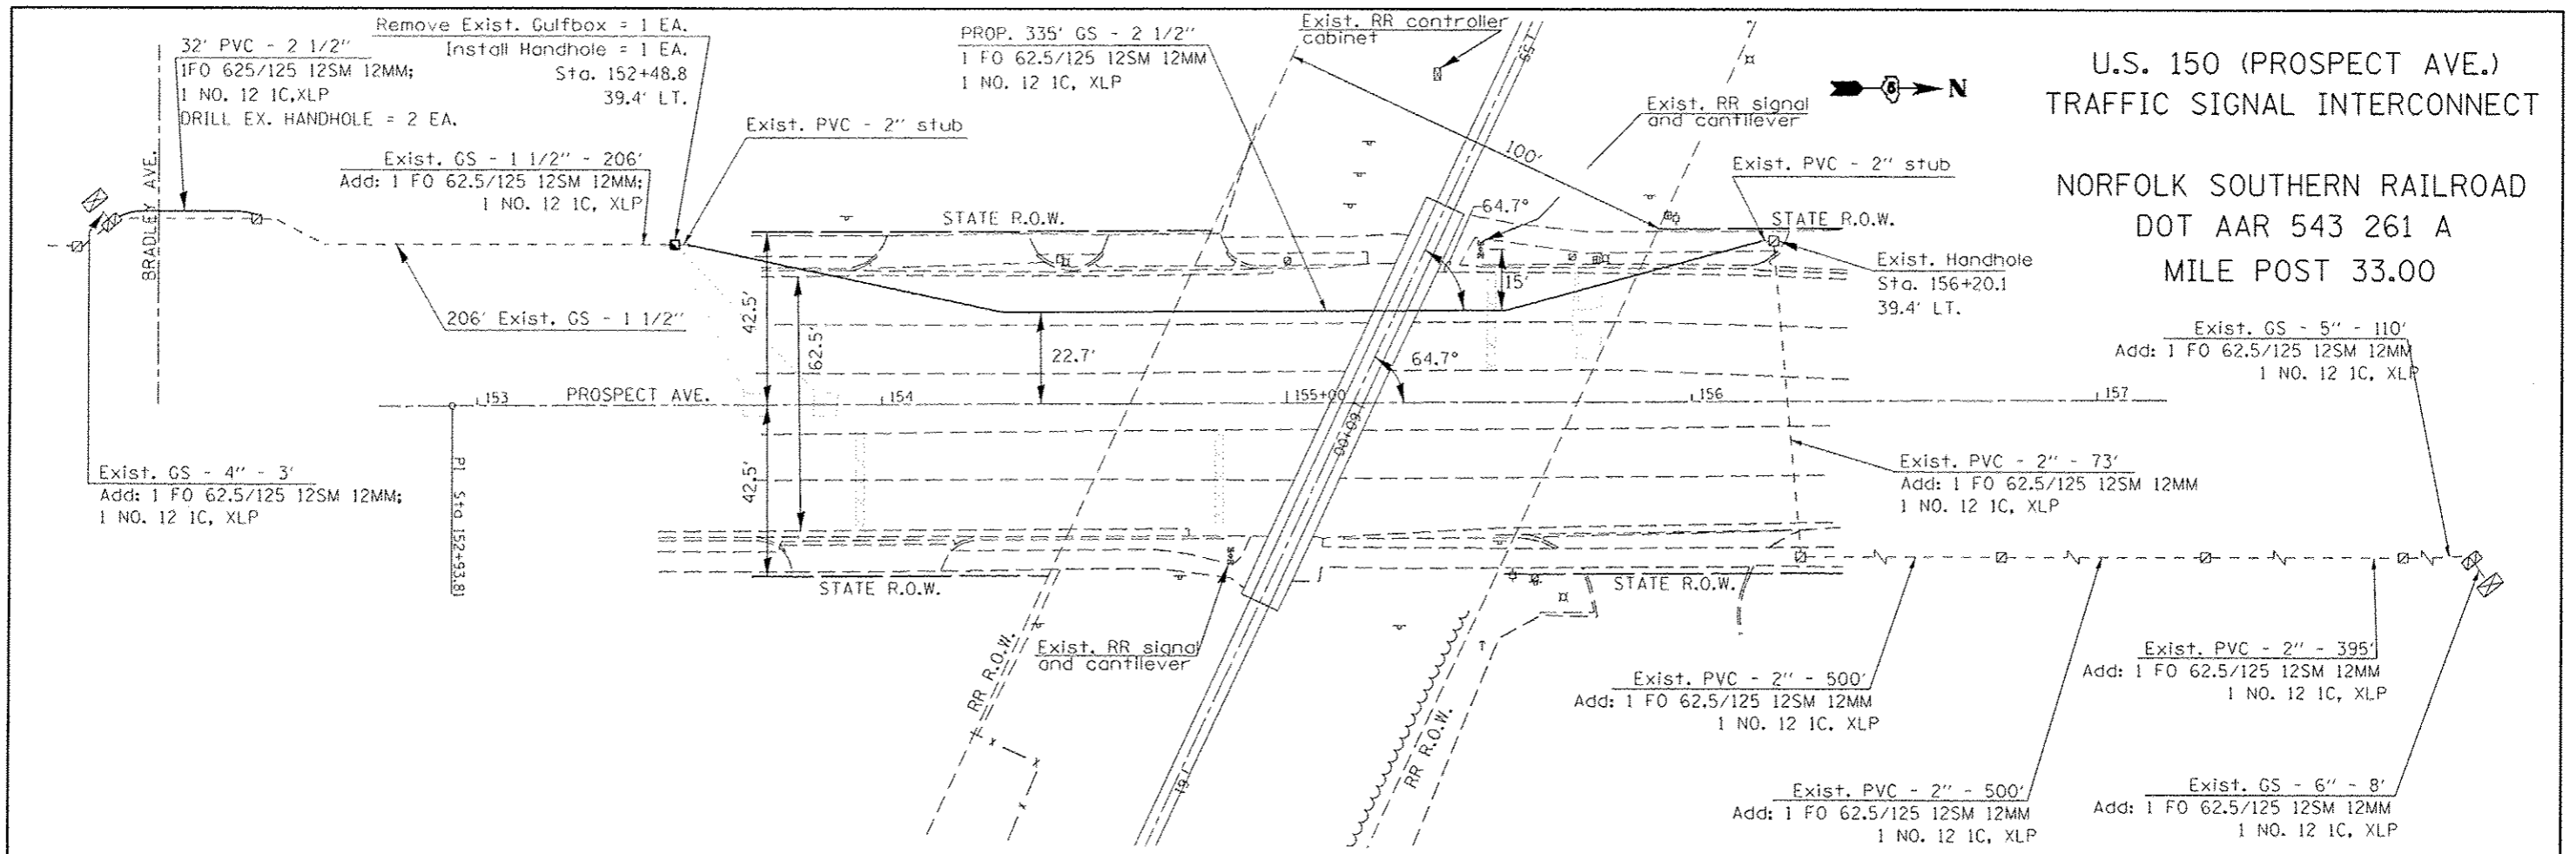 Remove Exist. Gulfbox = 1 EA.
Install Handhole = 1 EA.
Sta. 152+48.8
39.4' LT.
32' PVC - 2 1/2"
1FO 625/125 12SM 12MM;
1 NO. 12 1C,XLP
DRILL EX. HANDHOLE = 2 EA.
Exist. GS - 1 1/2" - 206'
Add: 1 FO 62.5/125 12SM 12MM;
1 NO. 12 1C, XLP
BRADLEY AVE.
206' Exist. GS - 1 1/2"
Exist. GS - 4" - 3'
Add: 1 FO 62.5/125 12SM 12MM;
1 NO. 12 1C, XLP
PI Sta 152+93.81
Exist. PVC - 2" stub
PROP. 335' GS - 2 1/2"
1 FO 62.5/125 12SM 12MM
1 NO. 12 1C, XLP
Exist. RR controller
cabinet
Exist. RR signal
and cantilever
100'
Exist. PVC - 2" stub
N
U.S. 150 (PROSPECT AVE.)
TRAFFIC SIGNAL INTERCONNECT
NORFOLK SOUTHERN RAILROAD
DOT AAR 543 261 A
MILE POST 33.00
STATE R.O.W.
STATE R.O.W.
64.7°
15'
42.5'
62.5'
22.7'
64.7°
42.5'
153
PROSPECT AVE.
154
155+00
156
157
159
160+00
161
Exist. Handhole
Sta. 156+20.1
39.4' LT.
Exist. GS - 5" - 110'
Add: 1 FO 62.5/125 12SM 12MM
1 NO. 12 1C, XLP
Exist. PVC - 2" - 73'
Add: 1 FO 62.5/125 12SM 12MM
1 NO. 12 1C, XLP
STATE R.O.W.
STATE R.O.W.
Exist. RR signal
and cantilever
RR R.O.W.
RR R.O.W.
Exist. PVC - 2" - 500'
Add: 1 FO 62.5/125 12SM 12MM
1 NO. 12 1C, XLP
Exist. PVC - 2" - 395'
Add: 1 FO 62.5/125 12SM 12MM
1 NO. 12 1C, XLP
Exist. PVC - 2" - 500'
Add: 1 FO 62.5/125 12SM 12MM
1 NO. 12 1C, XLP
Exist. GS - 6" - 8'
Add: 1 FO 62.5/125 12SM 12MM
1 NO. 12 1C, XLP